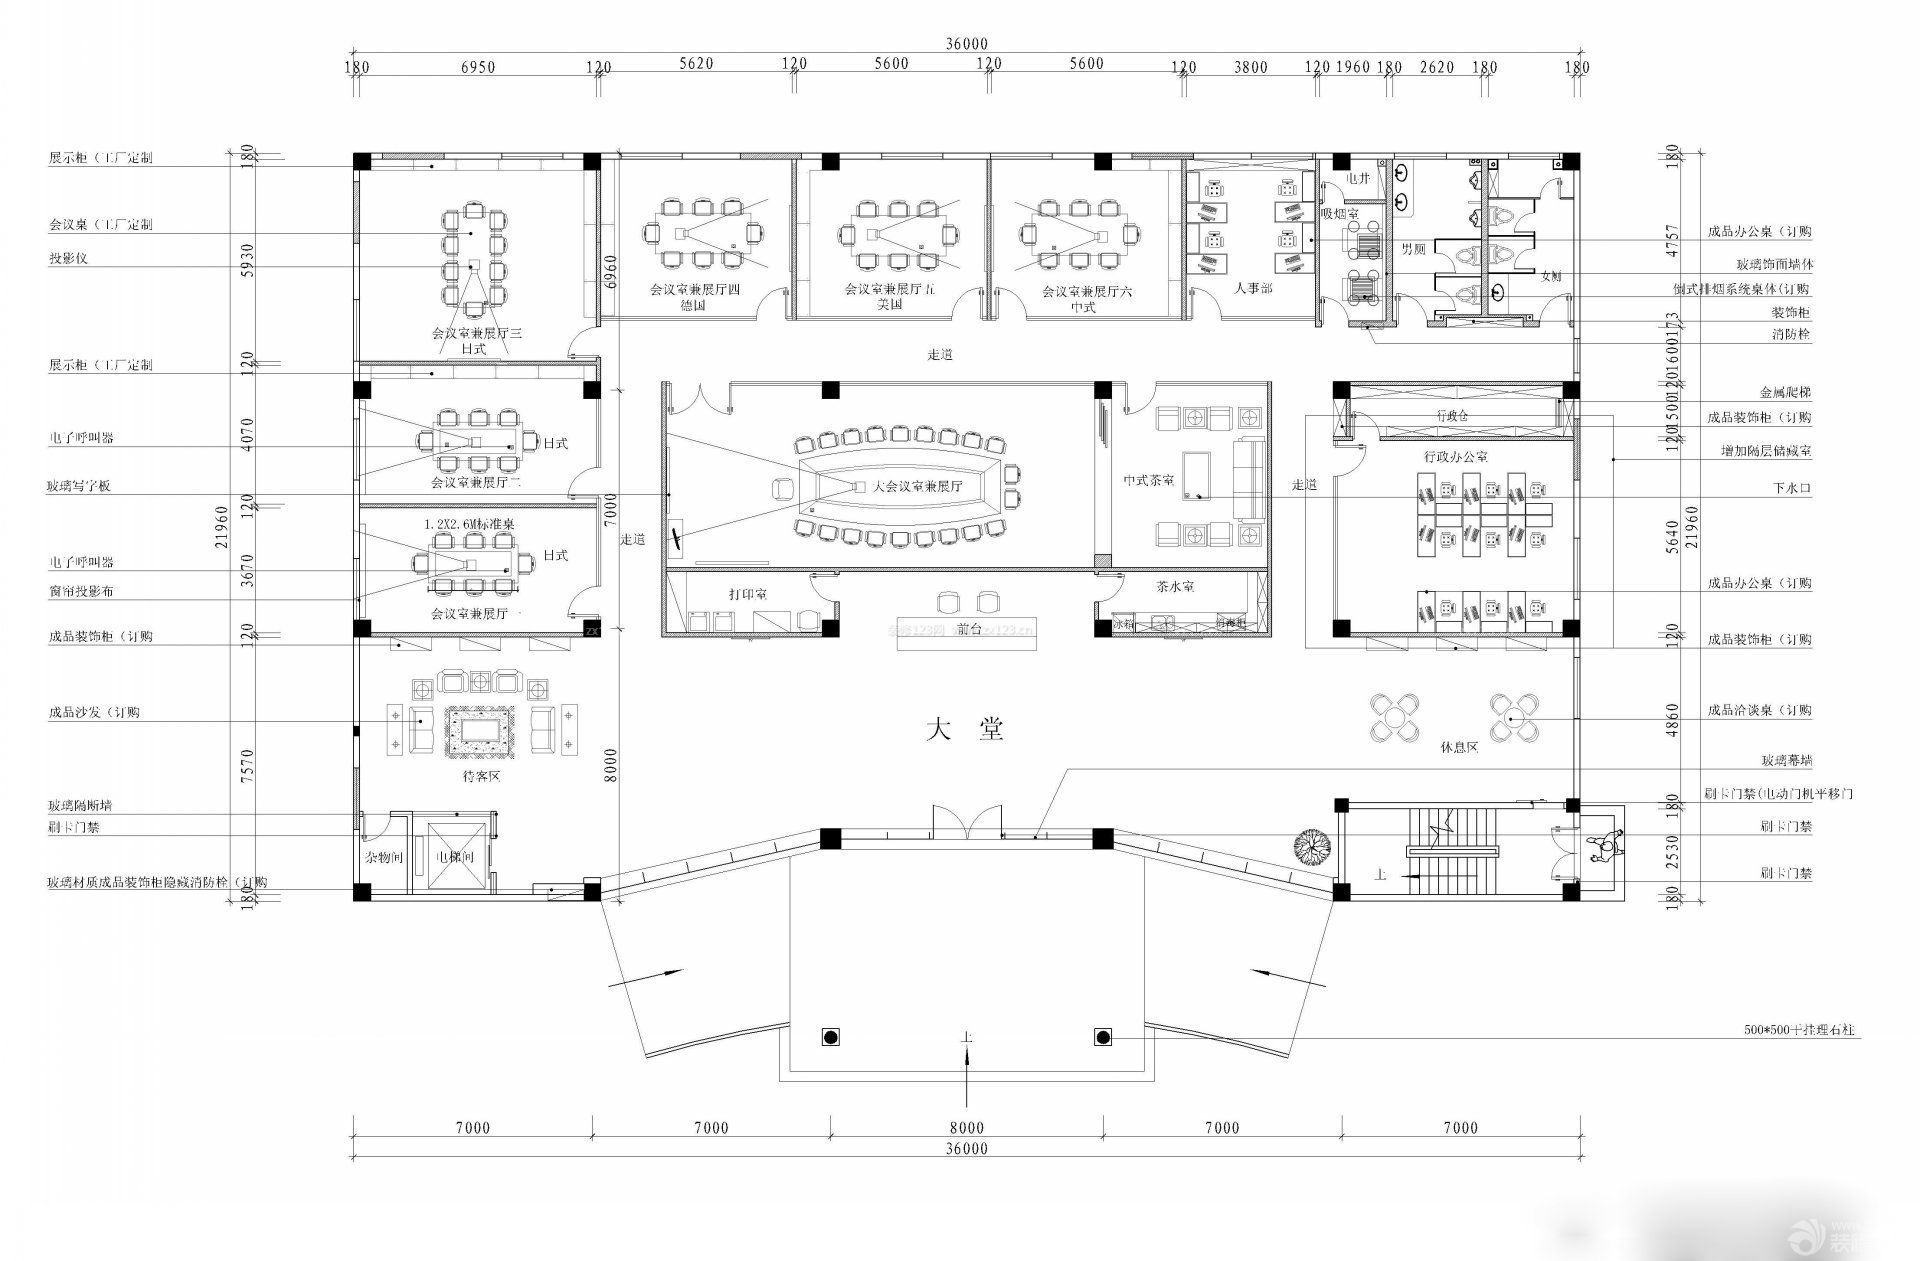 36000
180 6950 120 5620 120 5600 120 5600 120 3800 120 1960 180 2620 180 180
展示柜（工厂定制
会议桌（工厂定制
投影仪
展示柜（工厂定制
电子呼叫器
玻璃写字板
电子呼叫器
窗帘投影布
成品装饰柜（订购
成品沙发（订购
玻璃隔断墙
刷卡门禁
玻璃材质成品装饰柜隐藏消防栓（订购
21960
180
5930
120
4070
120
3670
120
7570
180
6960
7000
8000
会议室兼展厅三
日式
会议室兼展厅四
德国
会议室兼展厅五
美国
会议室兼展厅六
中式
人事部
电井
吸烟室
男厕
女厕
走道
会议室兼展厅二
日式
1.2X2.6M标准桌
日式
会议室兼展厅一
走道
大会议室兼展厅
中式茶室
走道
行政仓
行政办公室
打印室
前台
茶水室
冰箱
消毒柜
装修123网 www.zx123.cn
zx
待客区
大 堂
休息区
杂物间
电梯间
上
上
成品办公桌（订购
玻璃饰面墙体
倒式排烟系统桌体(订购
装饰柜
消防栓
金属爬梯
成品装饰柜（订购
增加隔层储藏室
下水口
成品办公桌（订购
成品装饰柜（订购
成品洽谈桌（订购
玻璃幕墙
刷卡门禁(电动门机平移门
刷卡门禁
刷卡门禁
500*500干挂理石柱
180
4757
173
1600
120
1500
120
5640
120
4860
180
2530
180
21960
7000 7000 8000 7000 7000
36000